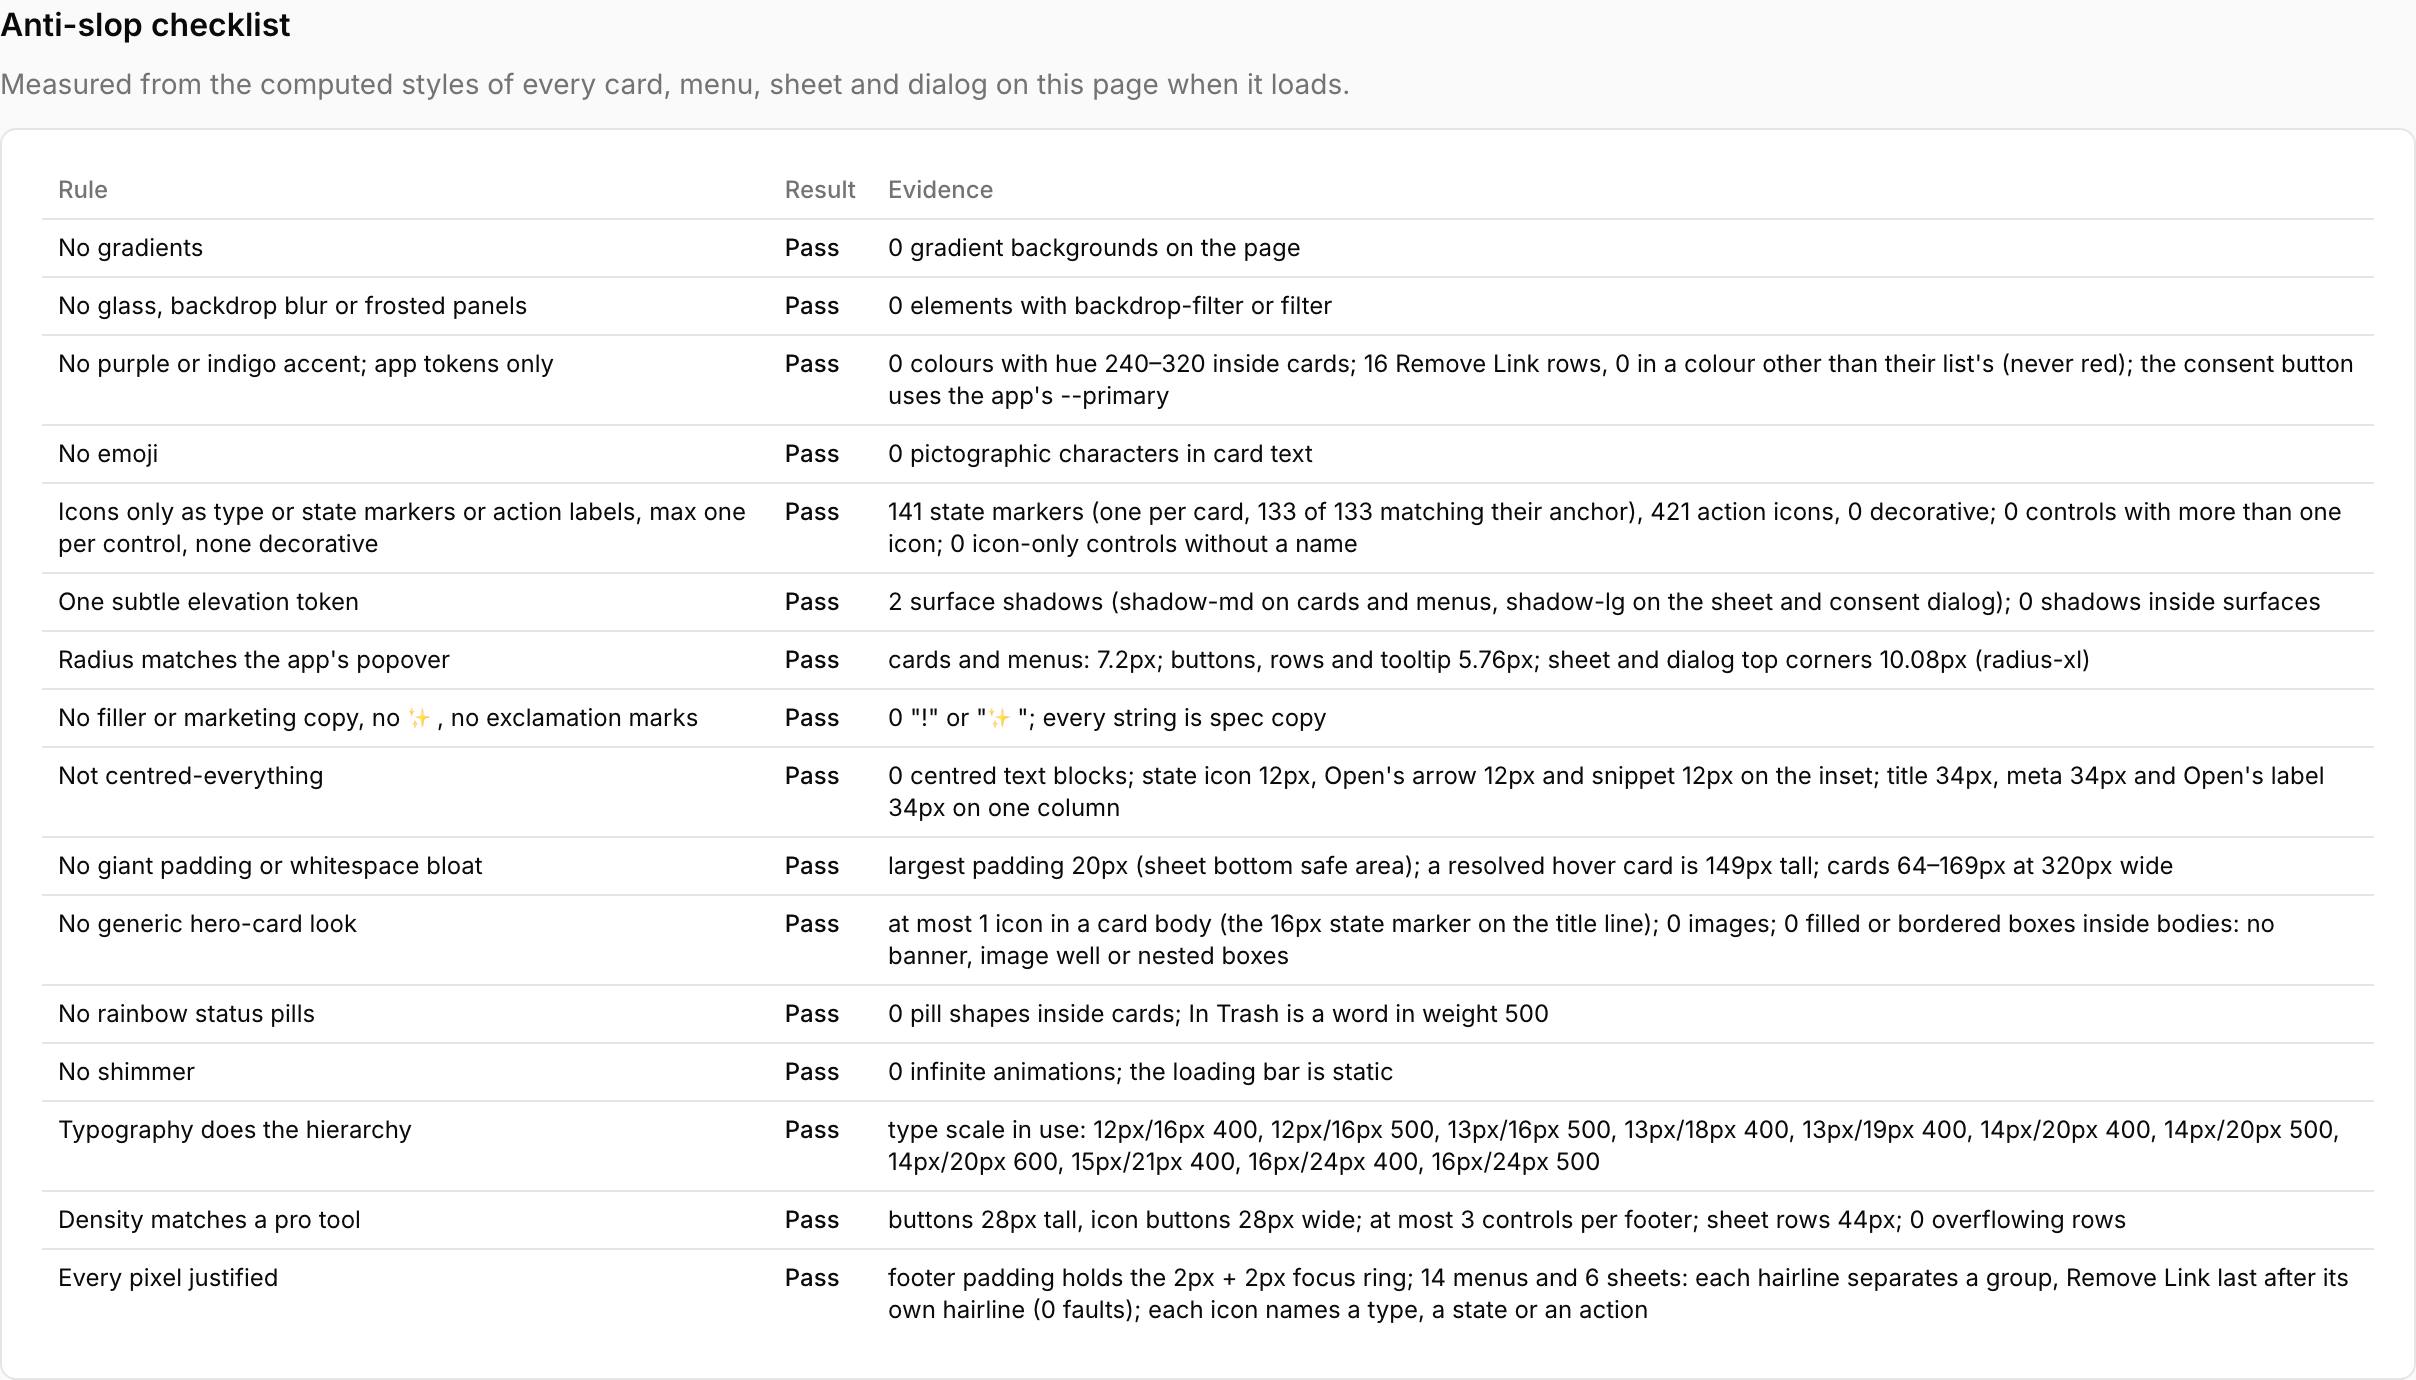 Anti-slop checklist
Measured from the computed styles of every card, menu, sheet and dialog on this page when it loads.
Rule Result Evidence
No gradients Pass 0 gradient backgrounds on the page
No glass, backdrop blur or frosted panels Pass 0 elements with backdrop-filter or filter
No purple or indigo accent; app tokens only Pass 0 colours with hue 240–320 inside cards; 16 Remove Link rows, 0 in a colour other than their list's (never red); the consent button
uses the app's --primary
No emoji Pass 0 pictographic characters in card text
Icons only as type or state markers or action labels, max one Pass 141 state markers (one per card, 133 of 133 matching their anchor), 421 action icons, 0 decorative; 0 controls with more than one
per control, none decorative icon; 0 icon-only controls without a name
One subtle elevation token Pass 2 surface shadows (shadow-md on cards and menus, shadow-lg on the sheet and consent dialog); 0 shadows inside surfaces
Radius matches the app's popover Pass cards and menus: 7.2px; buttons, rows and tooltip 5.76px; sheet and dialog top corners 10.08px (radius-xl)
No filler or marketing copy, no ✨ , no exclamation marks Pass 0 "!" or "✨ "; every string is spec copy
Not centred-everything Pass 0 centred text blocks; state icon 12px, Open's arrow 12px and snippet 12px on the inset; title 34px, meta 34px and Open's label
34px on one column
No giant padding or whitespace bloat Pass largest padding 20px (sheet bottom safe area); a resolved hover card is 149px tall; cards 64–169px at 320px wide
No generic hero-card look Pass at most 1 icon in a card body (the 16px state marker on the title line); 0 images; 0 filled or bordered boxes inside bodies: no
banner, image well or nested boxes
No rainbow status pills Pass 0 pill shapes inside cards; In Trash is a word in weight 500
No shimmer Pass 0 infinite animations; the loading bar is static
Typography does the hierarchy Pass type scale in use: 12px/16px 400, 12px/16px 500, 13px/16px 500, 13px/18px 400, 13px/19px 400, 14px/20px 400, 14px/20px 500,
14px/20px 600, 15px/21px 400, 16px/24px 400, 16px/24px 500
Density matches a pro tool Pass buttons 28px tall, icon buttons 28px wide; at most 3 controls per footer; sheet rows 44px; 0 overflowing rows
Every pixel justified Pass footer padding holds the 2px + 2px focus ring; 14 menus and 6 sheets: each hairline separates a group, Remove Link last after its
own hairline (0 faults); each icon names a type, a state or an action